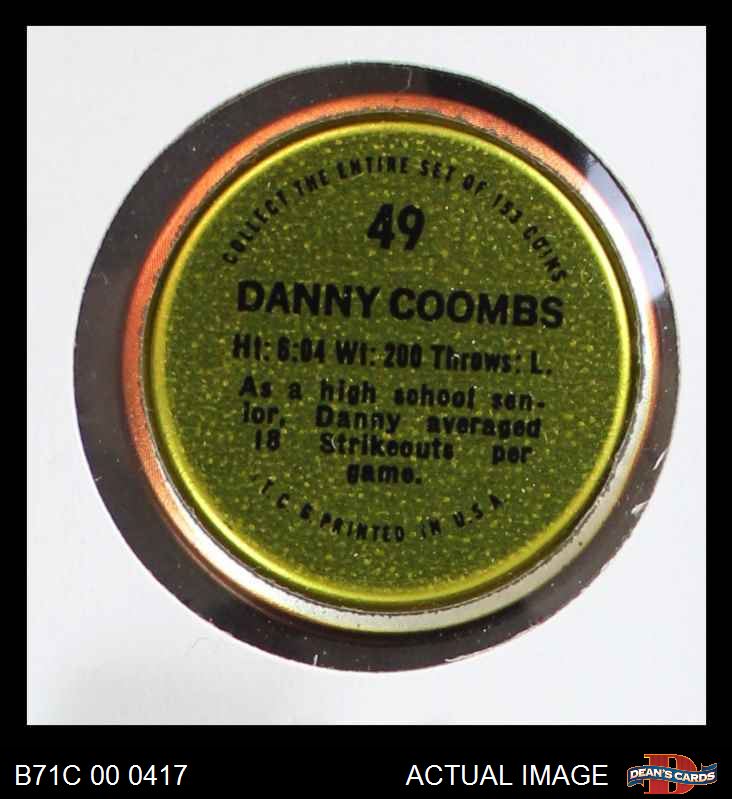 COLLECT THE ENTIRE SET OF 153 COINS
49
DANNY COOMBS
Ht: 6:04 Wt: 200 Throws: L.
As a high school sen-
ior, Danny averaged
18 Strikeouts per
game.
T C G PRINTED IN U.S.A.
B71C 00 0417
ACTUAL IMAGE
DEAN'S CARDS